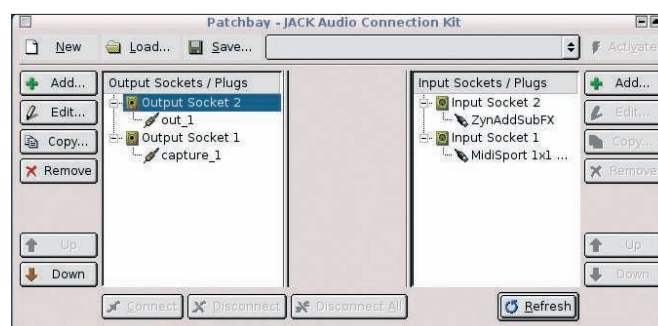 Patchbay - JACK Audio Connection Kit
New Load... Save... Activate
Add... Output Sockets / Plugs Input Sockets / Plugs Add...
Edit... Output Socket 2 Input Socket 2 Edit...
out_1 ZynAddSubFX
Copy... Output Socket 1 Input Socket 1 Copy...
Remove capture_1 MidiSport 1x1 ... Remove
Up Up
Down Down
Connect Disconnect Disconnect All Refresh